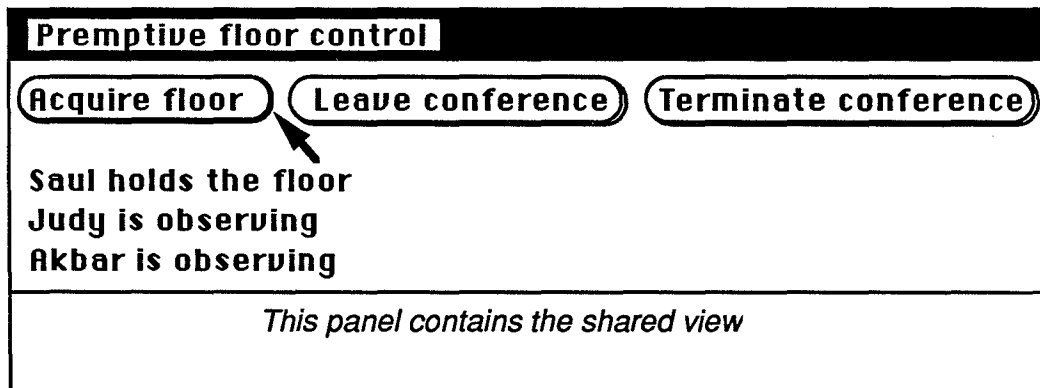 Premptive floor control
Acquire floor Leave conference Terminate conference
Saul holds the floor
Judy is observing
Akbar is observing
This panel contains the shared view